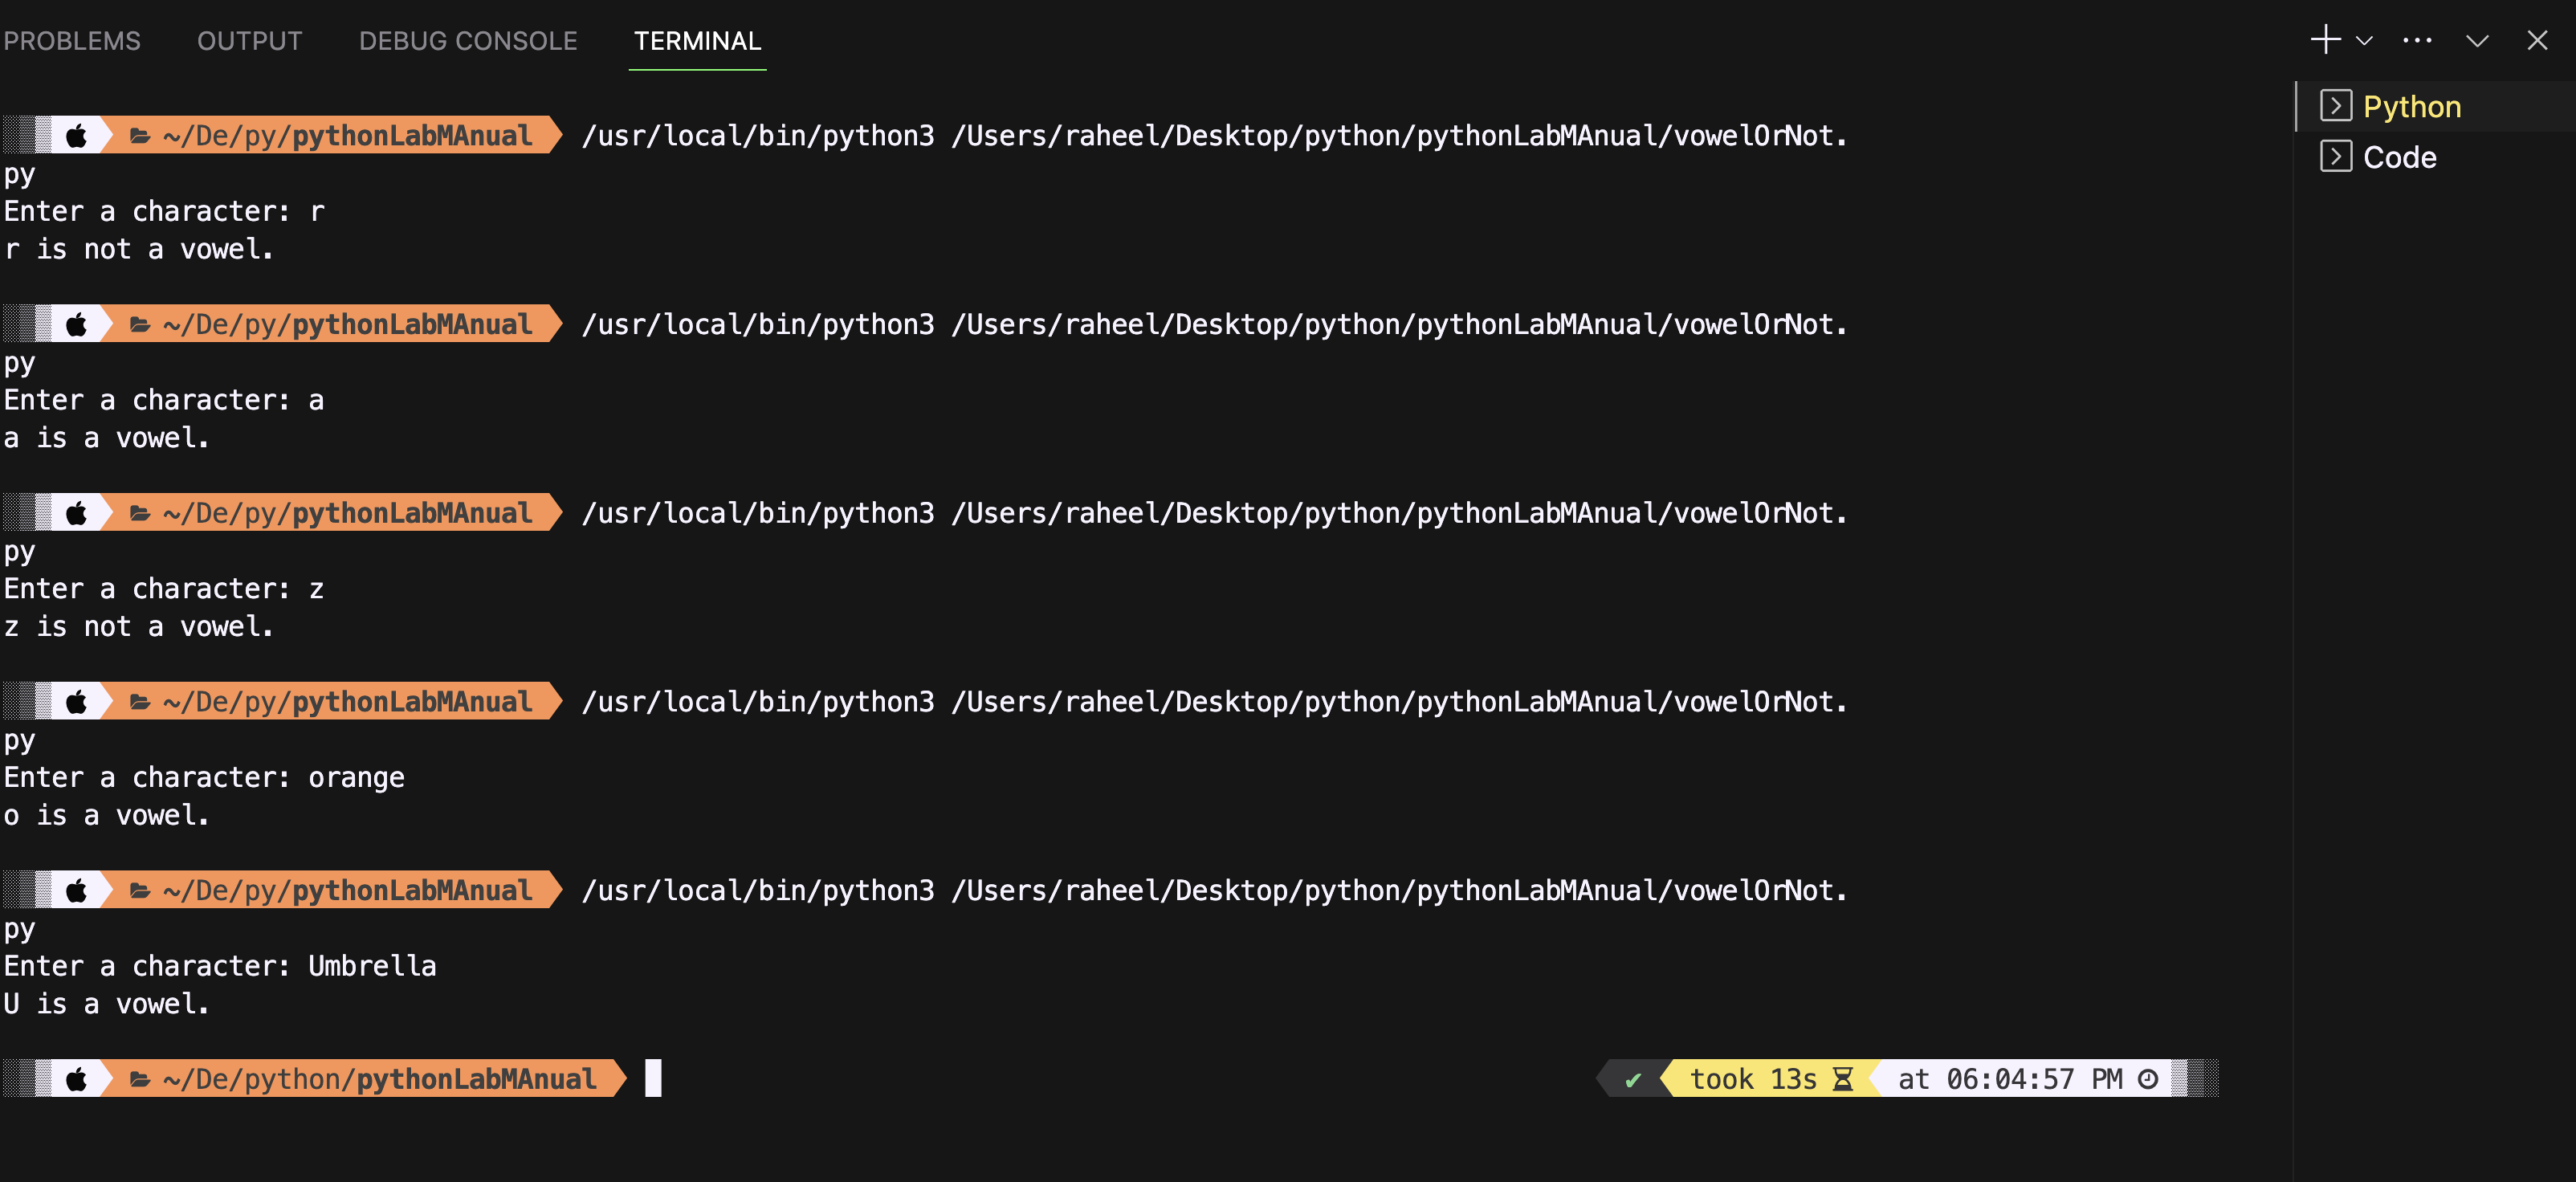 PROBLEMS OUTPUT DEBUG CONSOLE TERMINAL
Python
Code
~/De/py/pythonLabMAnual /usr/local/bin/python3 /Users/raheel/Desktop/python/pythonLabMAnual/vowelOrNot.
py
Enter a character: r
r is not a vowel.
~/De/py/pythonLabMAnual /usr/local/bin/python3 /Users/raheel/Desktop/python/pythonLabMAnual/vowelOrNot.
py
Enter a character: a
a is a vowel.
~/De/py/pythonLabMAnual /usr/local/bin/python3 /Users/raheel/Desktop/python/pythonLabMAnual/vowelOrNot.
py
Enter a character: z
z is not a vowel.
~/De/py/pythonLabMAnual /usr/local/bin/python3 /Users/raheel/Desktop/python/pythonLabMAnual/vowelOrNot.
py
Enter a character: orange
o is a vowel.
~/De/py/pythonLabMAnual /usr/local/bin/python3 /Users/raheel/Desktop/python/pythonLabMAnual/vowelOrNot.
py
Enter a character: Umbrella
U is a vowel.
~/De/python/pythonLabMAnual ✔ took 13s at 06:04:57 PM